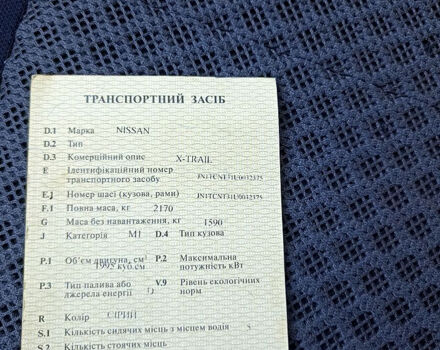 ТРАНСПОРТНИЙ ЗАСІБ
D.1 Марка NISSAN
D.2 Тип
D.3 Комерційний опис X-TRAIL
E Ідентифікаційний номер
транспортного засобу
E.1 Номер шасі (кузова, рами)
F.1 Повна маса, кг 2170
G Маса без навантаження, кг 1590
J Категорія M1 D.4 Тип кузова
P.1 Об'єм двигуна, см³ P.2 Максимальна
1995 куб.см потужність кВт
P.3 Тип палива або V.9 Рівень екологічних
джерела енергії D норм
R Колір СІРИЙ
S.1 Кількість сидячих місць з місцем водія 5
S.2 Кількість стоячих місць